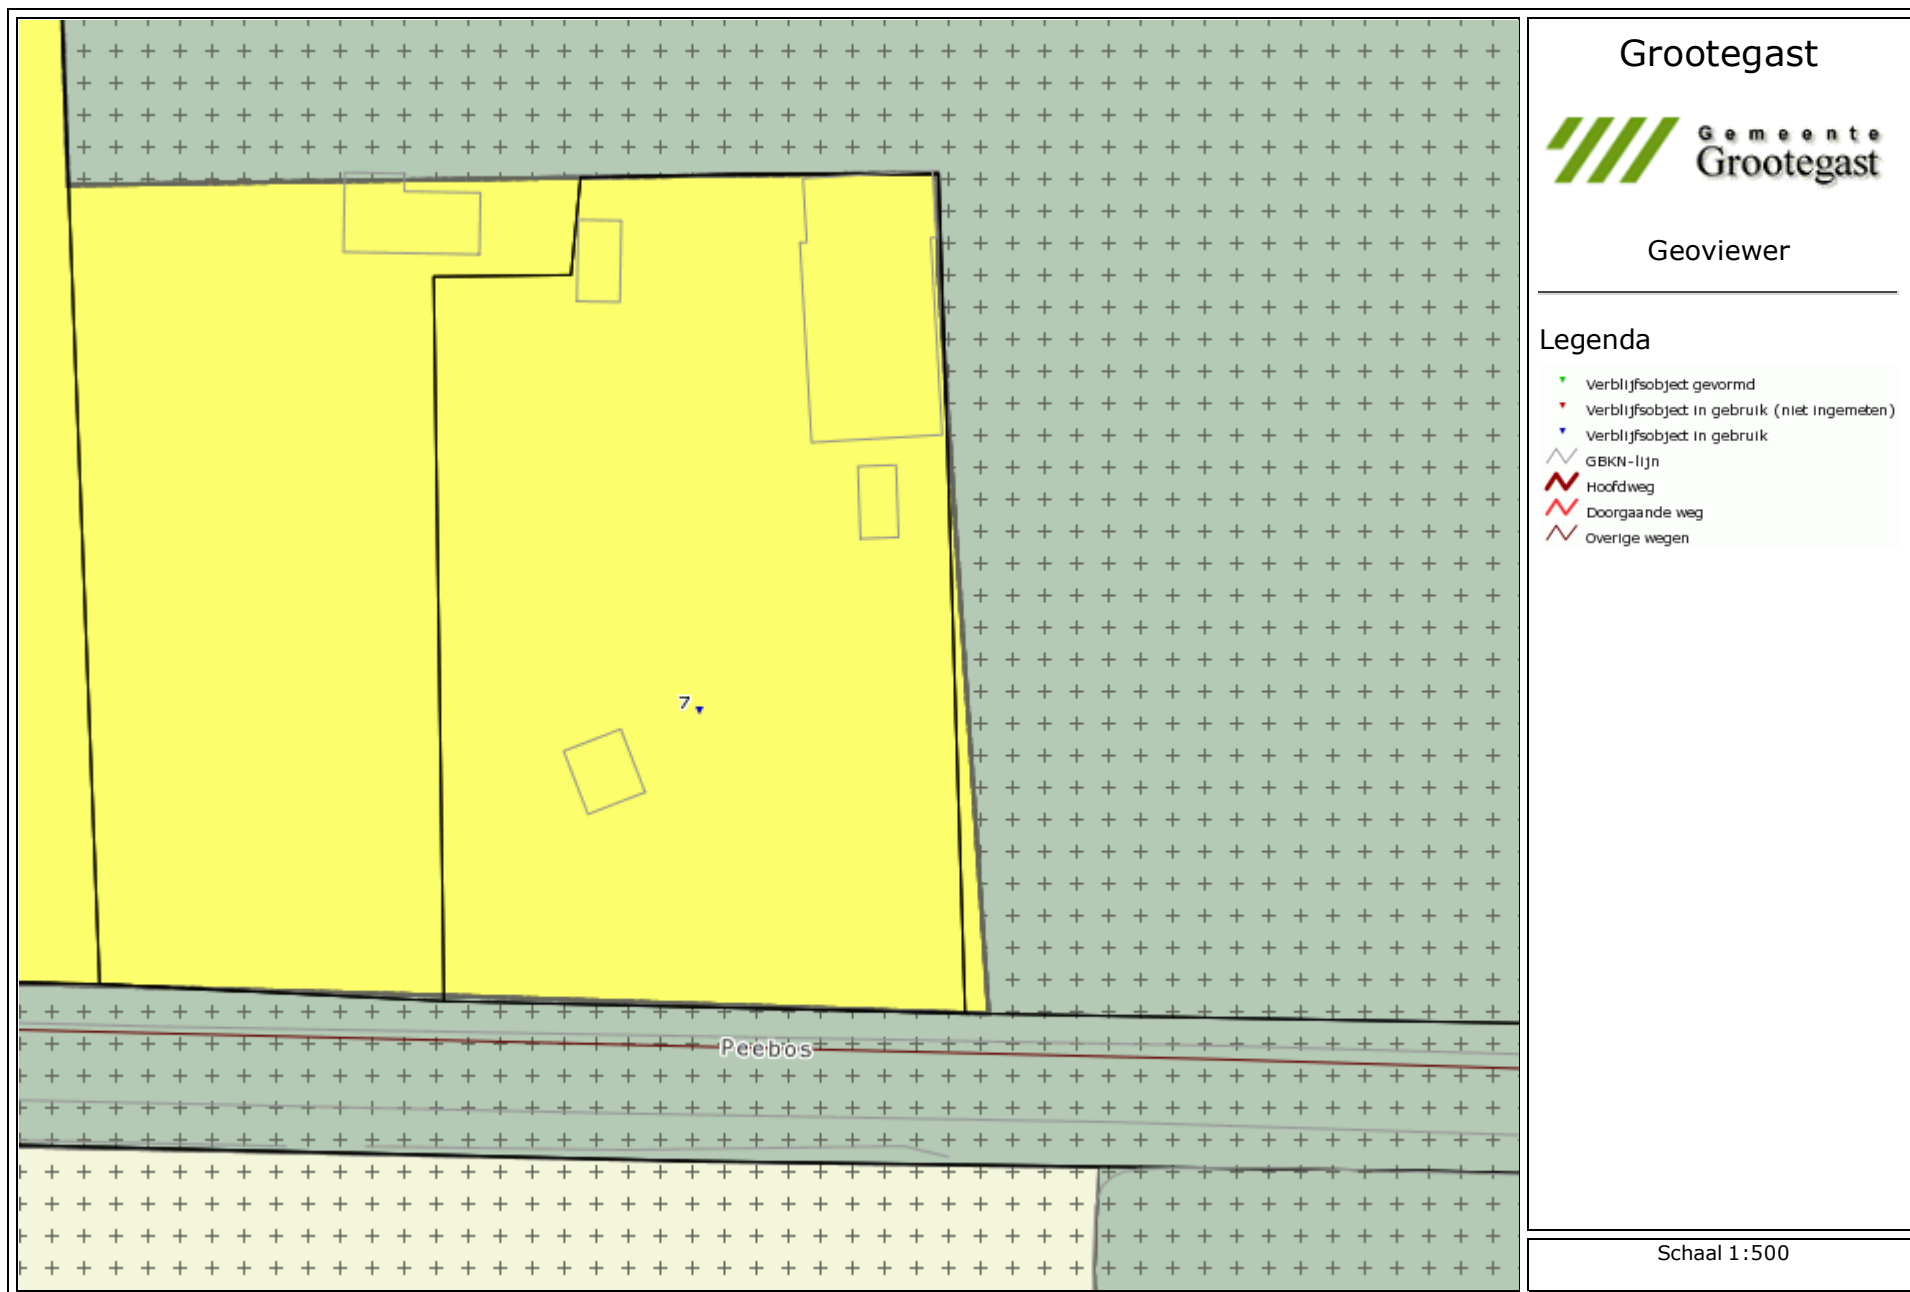 Grootegast
Gemeente
Grootegast
Geoviewer
Legenda
Verblijfsobject gevormd
Verblijfsobject in gebruik (niet ingemeten)
Verblijfsobject in gebruik
GBKN-lijn
Hoofdweg
Doorgaande weg
Overige wegen
7
Peebos
Schaal 1:500